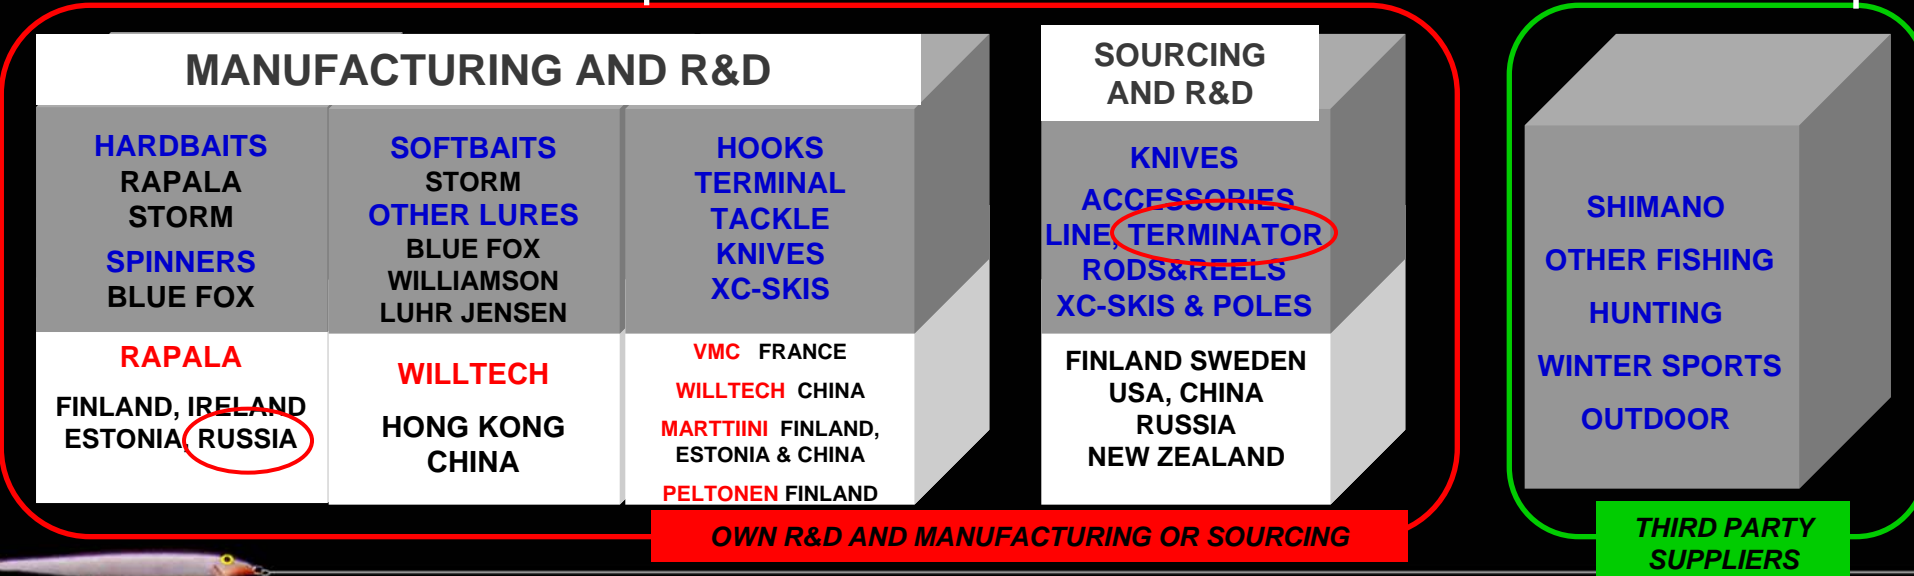 MANUFACTURING AND R&D
HARDBAITS
RAPALA
STORM
SPINNERS
BLUE FOX
RAPALA
FINLAND, IRELAND
ESTONIA, RUSSIA
SOFTBAITS
STORM
OTHER LURES
BLUE FOX
WILLIAMSON
LUHR JENSEN
WILLTECH
HONG KONG
CHINA
HOOKS
TERMINAL
TACKLE
KNIVES
XC-SKIS
VMC FRANCE
WILLTECH CHINA
MARTTIINI FINLAND,
ESTONIA & CHINA
PELTONEN FINLAND
SOURCING
AND R&D
KNIVES
ACCESSORIES
LINE, TERMINATOR
RODS&REELS
XC-SKIS & POLES
FINLAND SWEDEN
USA, CHINA
RUSSIA
NEW ZEALAND
OWN R&D AND MANUFACTURING OR SOURCING
SHIMANO
OTHER FISHING
HUNTING
WINTER SPORTS
OUTDOOR
THIRD PARTY
SUPPLIERS